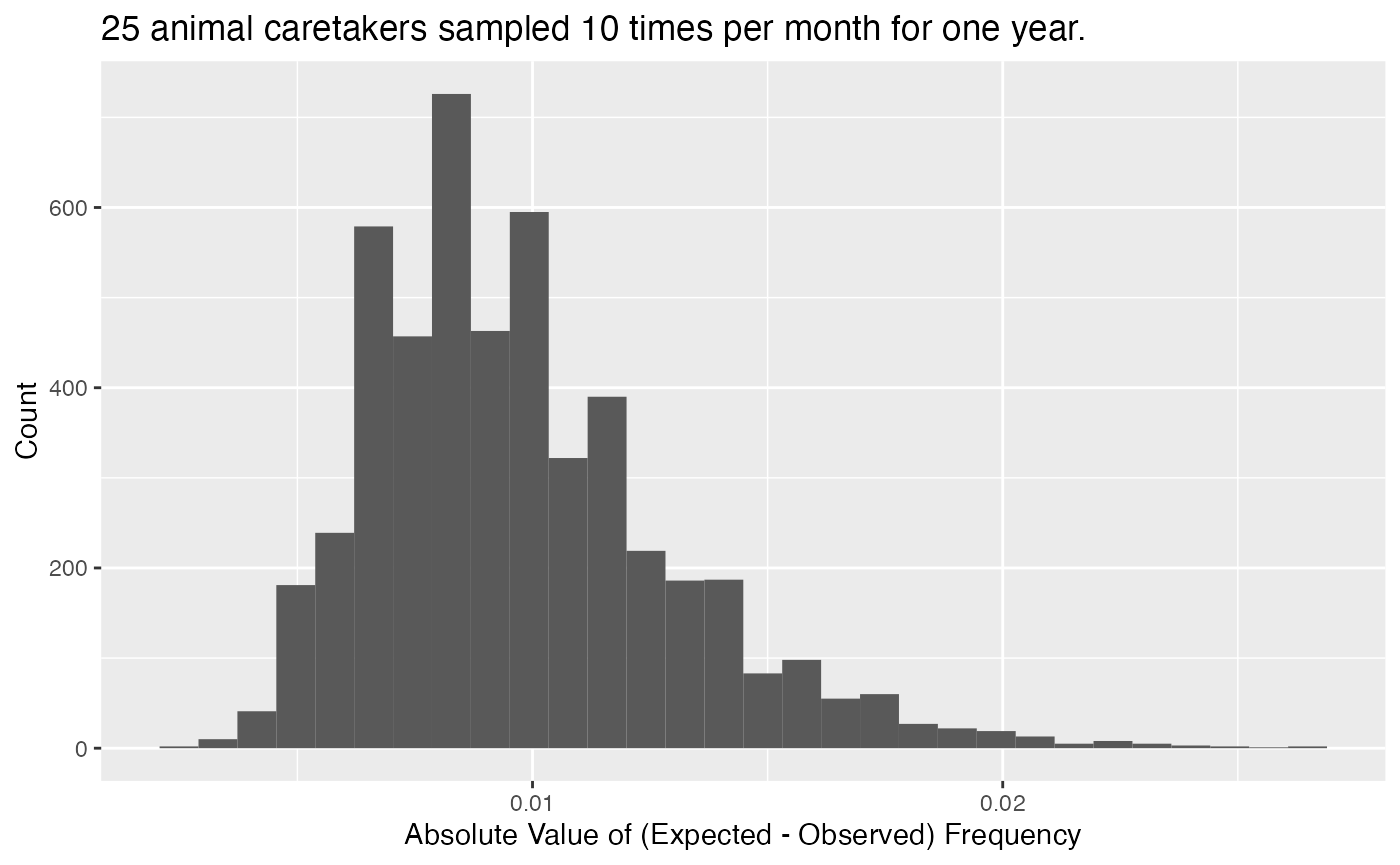 25 animal caretakers sampled 10 times per month for one year.
600
400
200
0
Count
0.01
0.02
Absolute Value of (Expected - Observed) Frequency